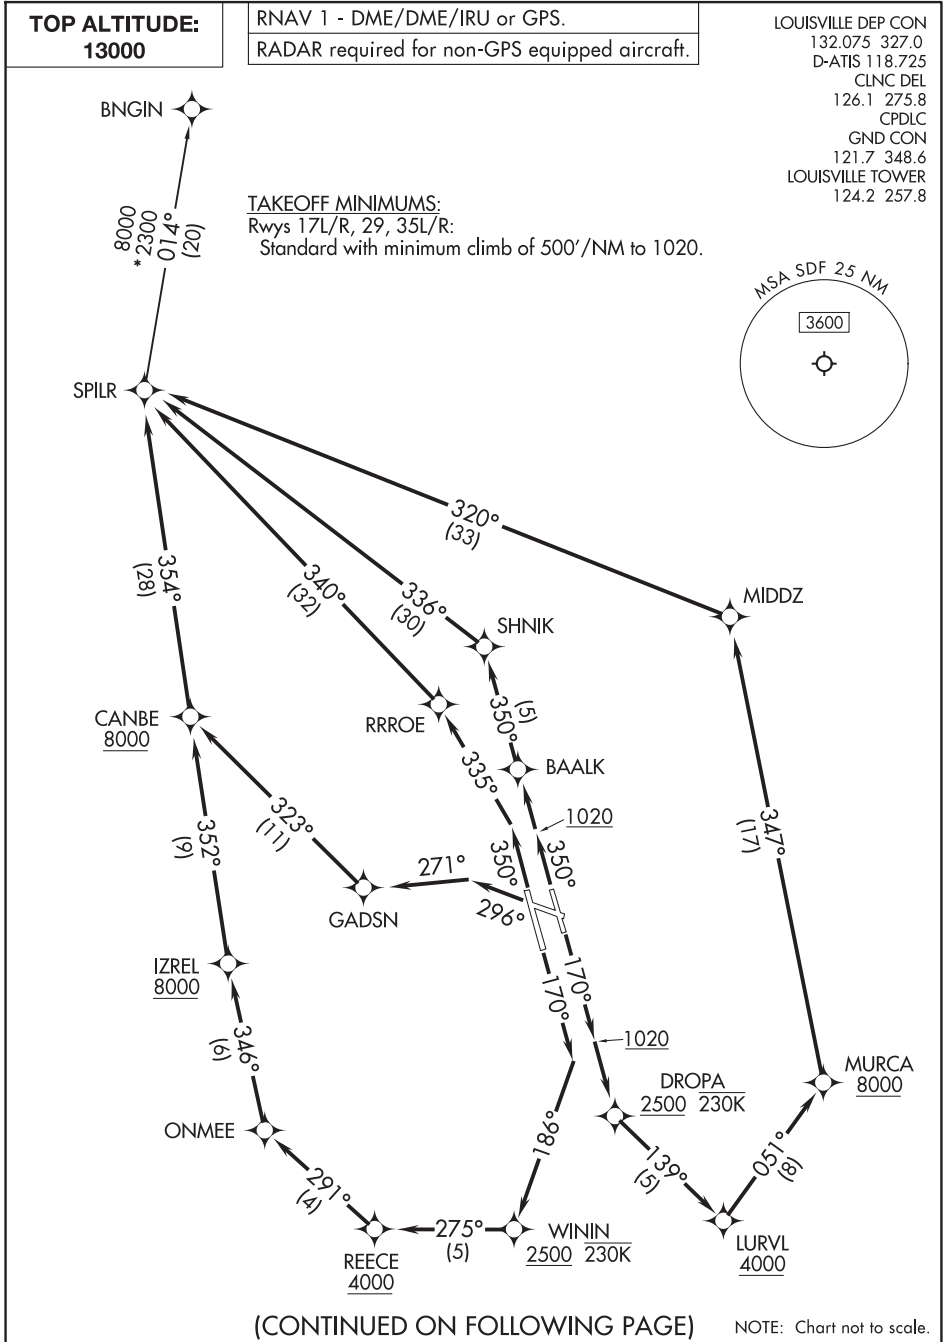 TOP ALTITUDE:
13000
RNAV 1 - DME/DME/IRU or GPS.
RADAR required for non-GPS equipped aircraft.
LOUISVILLE DEP CON
132.075 327.0
D-ATIS 118.725
CLNC DEL
126.1 275.8
CPDLC
GND CON
121.7 348.6
LOUISVILLE TOWER
124.2 257.8
BNGIN
8000
*2300
014°
(20)
TAKEOFF MINIMUMS:
Rwys 17L/R, 29, 35L/R:
Standard with minimum climb of 500'/NM to 1020.
MSA SDF 25 NM
3600
SPILR
320°
(33)
354°
(28)
340°
(32)
336°
(30)
MIDDZ
SHNIK
CANBE
8000
RRROE
350°
(5)
BAALK
335°
1020
323°
(11)
352°
(9)
347°
(17)
271°
350°
350°
GADSN
296°
IZREL
8000
170°
170°
346°
(6)
1020
MURCA
8000
DROPA
2500 230K
ONMEE
186°
139°
(5)
051°
(8)
291°
(4)
275°
(5)
WININ
2500 230K
REECE
4000
LURVL
4000
(CONTINUED ON FOLLOWING PAGE)
NOTE: Chart not to scale.